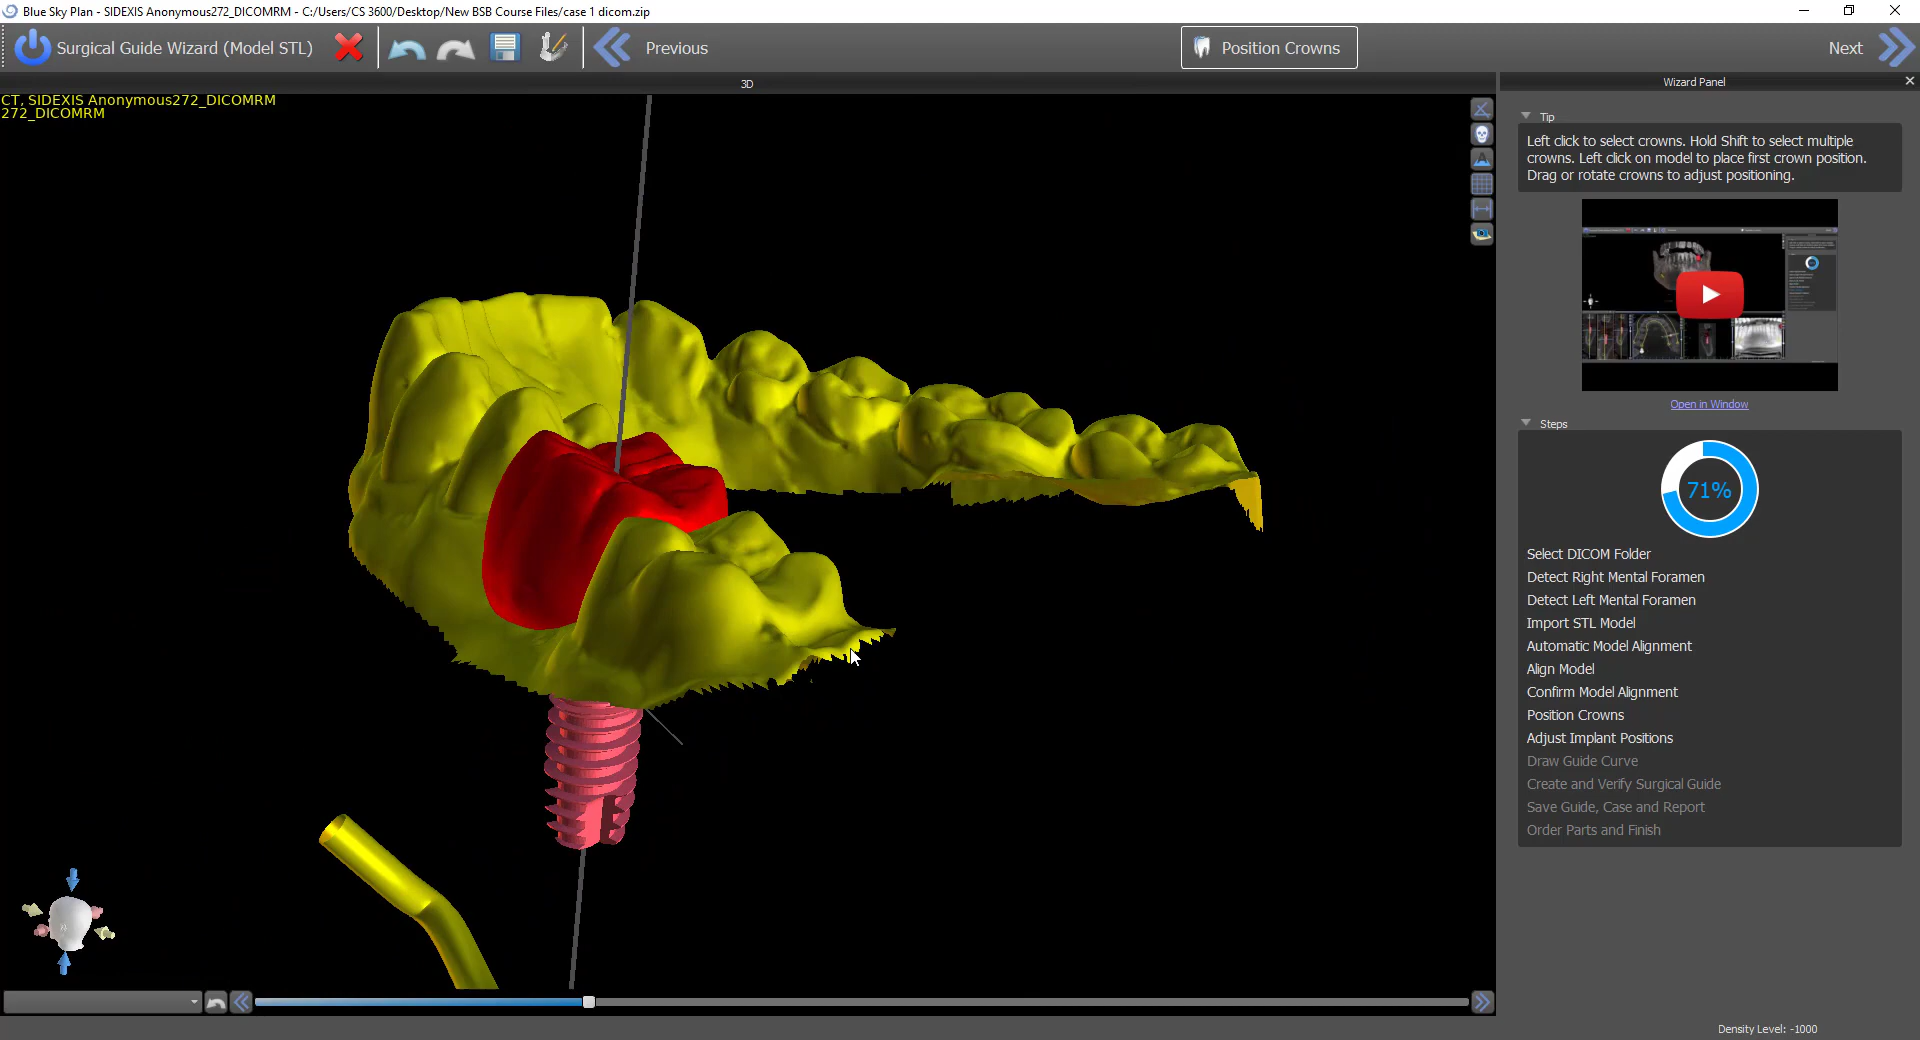 Blue Sky Plan - SIDEXIS Anonymous272_DICOMRM - C:/Users/CS 3600/Desktop/New BSB Course Files/case 1 dicom.zip
Surgical Guide Wizard (Model STL)
Previous
Position Crowns
Next
3D
Wizard Panel
CT, SIDEXIS Anonymous272_DICOMRM
272_DICOMRM
Tip
Left click to select crowns. Hold Shift to select multiple
crowns. Left click on model to place first crown position.
Drag or rotate crowns to adjust positioning.
Open in Window
Steps
71%
Select DICOM Folder
Detect Right Mental Foramen
Detect Left Mental Foramen
Import STL Model
Automatic Model Alignment
Align Model
Confirm Model Alignment
Position Crowns
Adjust Implant Positions
Draw Guide Curve
Create and Verify Surgical Guide
Save Guide, Case and Report
Order Parts and Finish
Density Level: -1000